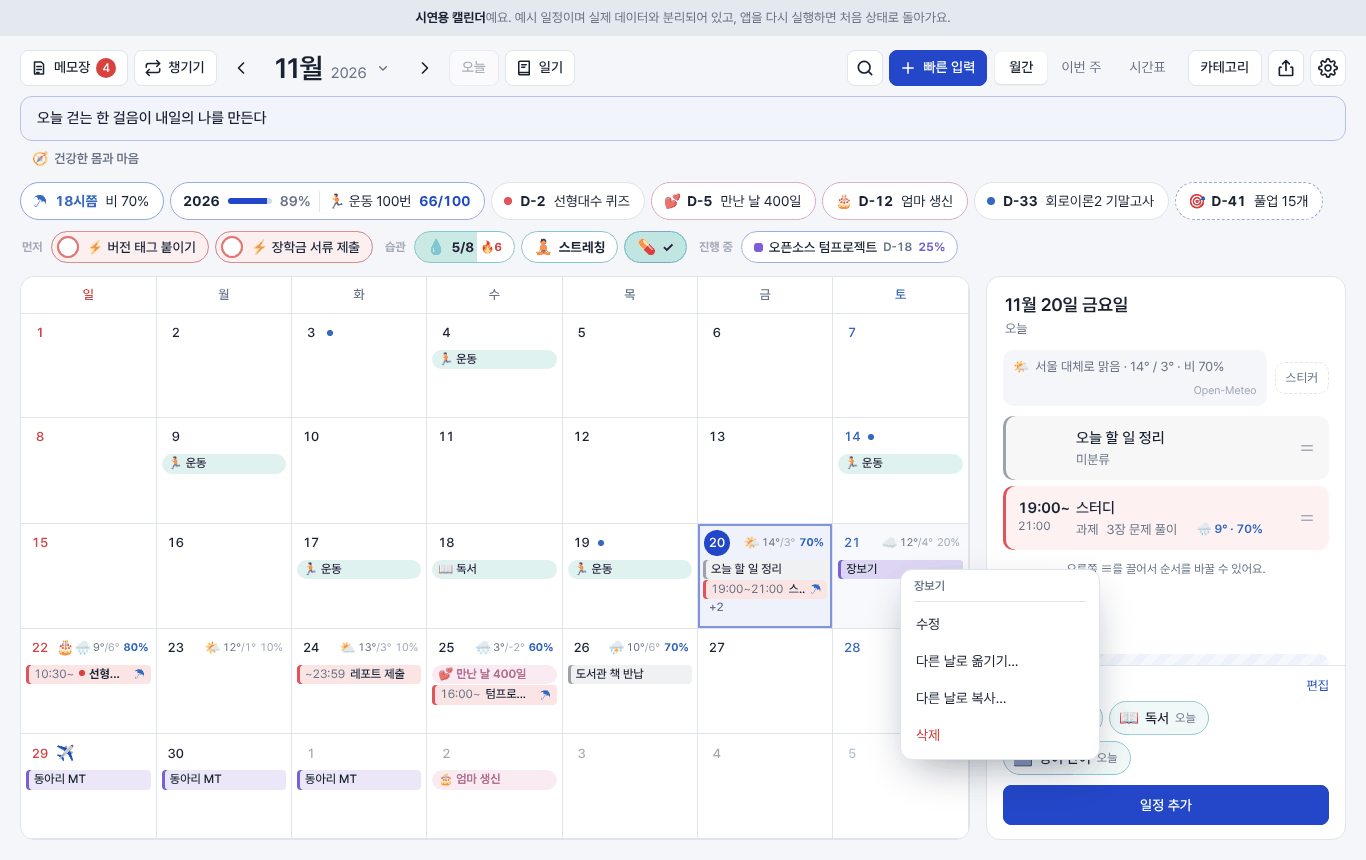 시연용 캘린더예요. 예시 일정이며 실제 데이터와 분리되어 있고, 앱을 다시 실행하면 처음 상태로 돌아가요.
메모장 4 챙기기 11월 2026 오늘 일기 빠른 입력 월간 이번 주 시간표 카테고리
오늘 걷는 한 걸음이 내일의 나를 만든다
건강한 몸과 마음
18시쯤 비 70% 2026 89% 운동 100번 66/100 D-2 선형대수 퀴즈 D-5 만난 날 400일 D-12 엄마 생신 D-33 회로이론2 기말고사 D-41 풀업 15개
먼저 버전 태그 붙이기 장학금 서류 제출 습관 5/8 6 스트레칭 진행 중 오픈소스 텀프로젝트 D-18 25%
일 월 화 수 목 금 토
1 2 3 4 5 6 7
운동
8 9 10 11 12 13 14
운동 운동
15 16 17 18 19 20 14°/3° 70% 21 12°/4° 20%
운동 독서 운동 오늘 할 일 정리 장보기
19:00~21:00 스..
+2
22 9°/6° 80% 23 12°/1° 10% 24 13°/3° 10% 25 3°/-2° 60% 26 10°/6° 70% 27 28
10:30~ 선형... ~23:59 레포트 제출 만난 날 400일 도서관 책 반납
16:00~ 텀프로...
29 30 1 2 3 4 5
동아리 MT 동아리 MT 동아리 MT 엄마 생신
11월 20일 금요일
오늘
서울 대체로 맑음 · 14° / 3° · 비 70%
Open-Meteo
스티커
오늘 할 일 정리
미분류
19:00~ 스터디
21:00 과제 3장 문제 풀이 9° · 70%
끌어서 순서를 바꿀 수 있어요.
장보기
수정
다른 날로 옮기기...
다른 날로 복사...
삭제
편집
독서 오늘
오늘
일정 추가